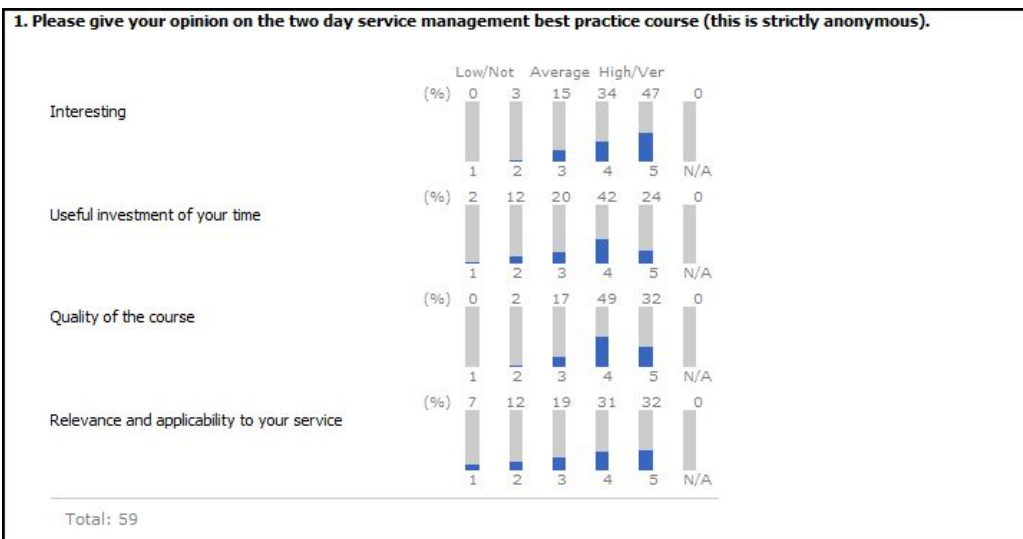 1. Please give your opinion on the two day service management best practice course (this is strictly anonymous).
Low/Not Average High/Ver
Interesting
(%) 0 3 15 34 47 0
1 2 3 4 5 N/A
Useful investment of your time
(%) 2 12 20 42 24 0
1 2 3 4 5 N/A
Quality of the course
(%) 0 2 17 49 32 0
1 2 3 4 5 N/A
Relevance and applicability to your service
(%) 7 12 19 31 32 0
1 2 3 4 5 N/A
Total: 59